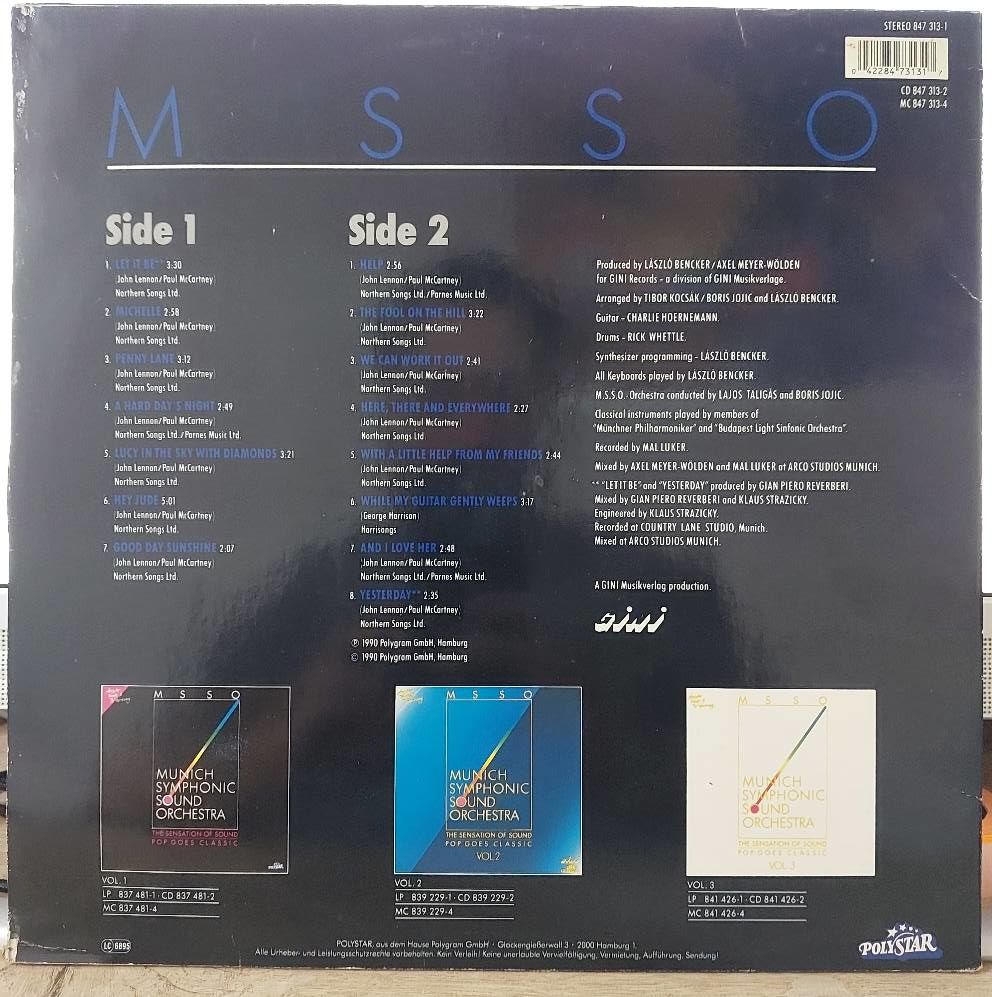 STEREO 847 313-1
0 42284 73131 7
CD 847 313-2
MC 847 313-4
M S S O
Side 1
1. LET IT BE** 3:30
(John Lennon/Paul McCartney)
Northern Songs Ltd.
2. MICHELLE 2:58
(John Lennon/Paul McCartney)
Northern Songs Ltd.
3. PENNY LANE 3:12
(John Lennon/Paul McCartney)
Northern Songs Ltd.
4. A HARD DAY'S NIGHT 2:49
(John Lennon/Paul McCartney)
Northern Songs Ltd./Parnes Music Ltd.
5. LUCY IN THE SKY WITH DIAMONDS 3:21
(John Lennon/Paul McCartney)
Northern Songs Ltd.
6. HEY JUDE 5:01
(John Lennon/Paul McCartney)
Northern Songs Ltd.
7. GOOD DAY SUNSHINE 2:07
(John Lennon/Paul McCartney)
Northern Songs Ltd.
Side 2
1. HELP 2:56
(John Lennon/Paul McCartney)
Northern Songs Ltd./Parnes Music Ltd.
2. THE FOOL ON THE HILL 3:22
(John Lennon/Paul McCartney)
Northern Songs Ltd.
3. WE CAN WORK IT OUT 2:41
(John Lennon/Paul McCartney)
Northern Songs Ltd.
4. HERE, THERE AND EVERYWHERE 2:27
(John Lennon/Paul McCartney)
Northern Songs Ltd
5. WITH A LITTLE HELP FROM MY FRIENDS 2:44
(John Lennon/Paul McCartney)
Northern Songs Ltd.
6. WHILE MY GUITAR GENTLY WEEPS 3:17
(George Harrison)
Harrisongs
7. AND I LOVE HER 2:48
(John Lennon/Paul McCartney)
Northern Songs Ltd./Parnes Music Ltd.
8. YESTERDAY** 2:35
(John Lennon/Paul McCartney)
Northern Songs Ltd.
℗ 1990 Polygram GmbH, Hamburg
© 1990 Polygram GmbH, Hamburg
Produced by LÁSZLÓ BENCKER/AXEL MEYER-WÖLDEN
for GINI Records – a division of GINI Musikverlage.
Arranged by TIBOR KOCSÁK/BORIS JOJIC and LÁSZLÓ BENCKER.
Guitar – CHARLIE HOERNEMANN.
Drums – RICK WHETTLE.
Synthesizer programming – LÁSZLÓ BENCKER.
All Keyboards played by LÁSZLÓ BENCKER.
M.S.S.O.-Orchestra conducted by LAJOS TALIGÁS and BORIS JOJIC.
Classical instruments played by members of
"Münchner Philharmoniker" and "Budapest Light Sinfonic Orchestra".
Recorded by MAL LUKER.
Mixed by AXEL MEYER-WÖLDEN and MAL LUKER at ARCO STUDIOS MUNICH.
** "LET IT BE" and "YESTERDAY" produced by GIAN PIERO REVERBERI.
Mixed by GIAN PIERO REVERBERI and KLAUS STRAZICKY.
Engineered by KLAUS STRAZICKY.
Recorded at COUNTRY LANE STUDIO, Munich.
Mixed at ARCO STUDIOS MUNICH.
A GINI Musikverlag production.
gini
M S S O
MUNICH
SYMPHONIC
SOUND
ORCHESTRA
THE SENSATION OF SOUND
POP GOES CLASSIC
POLYSTAR
VOL. 1
LP 837 481-1 · CD 837 481-2
MC 837 481-4
M S S O
MUNICH
SYMPHONIC
SOUND
ORCHESTRA
THE SENSATION OF SOUND
POP GOES CLASSIC
VOL.2
VOL. 2
LP 839 229-1 · CD 839 229-2
MC 839 229-4
M S S O
MUNICH
SYMPHONIC
SOUND
ORCHESTRA
THE SENSATION OF SOUND
POP GOES CLASSIC
VOL. 3
VOL. 3
LP 841 426-1 · CD 841 426-2
MC 841 426-4
LC 6895
POLYSTAR, aus dem Hause Polygram GmbH · Glockengießerwall 3 · 2000 Hamburg 1.
Alle Urheber- und Leistungsschutzrechte vorbehalten. Kein Verleih! Keine unerlaubte Vervielfältigung, Vermietung, Aufführung, Sendung!
POLYSTAR